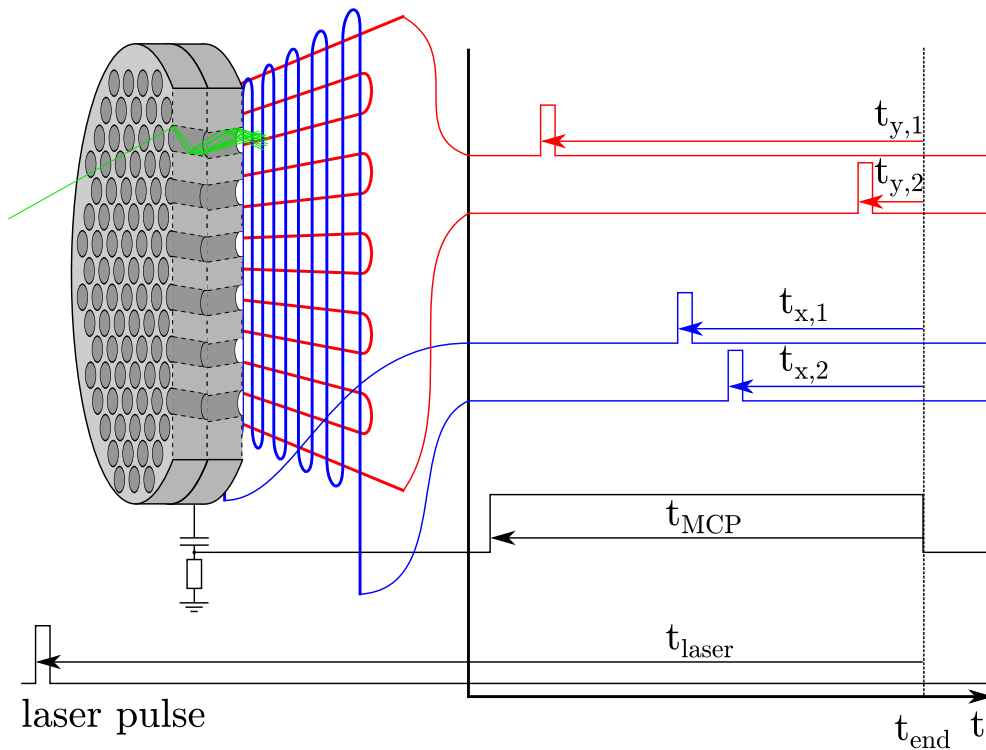 t_y,1
t_y,2
t_x,1
t_x,2
t_MCP
t_laser
laser pulse
t_end t